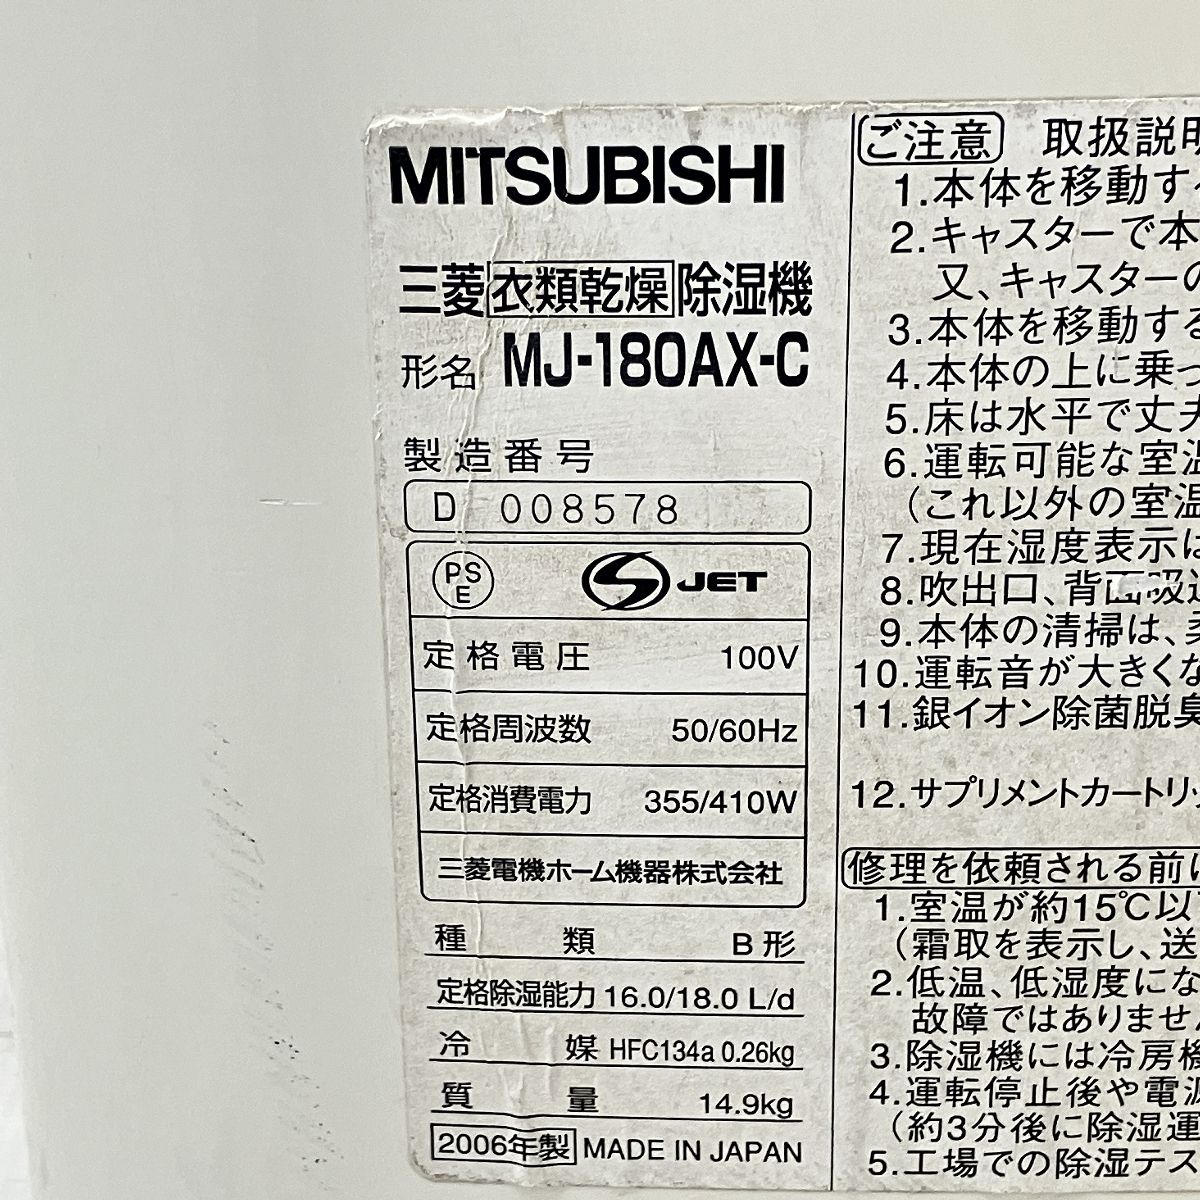 MITSUBISHI
三菱衣類乾燥除湿機
形名 MJ-180AX-C
製造番号
D 008578
PSE
JET
定格電圧 100V
定格周波数 50/60Hz
定格消費電力 355/410W
三菱電機ホーム機器株式会社
種類 B形
定格除湿能力 16.0/18.0 L/d
冷媒 HFC134a 0.26kg
質量 14.9kg
2006年製 MADE IN JAPAN
ご注意 取扱説明
1.本体を移動す
2.キャスターで本
又、キャスターの
3.本体を移動する
4.本体の上に乗っ
5.床は水平で丈夫
6.運転可能な室温
(これ以外の室温
7.現在湿度表示は
8.吹出口、背面吸込
9.本体の清掃は、
10.運転音が大きくな
11.銀イオン除菌脱臭
12.サプリメントカートリッ
修理を依頼される前に
1.室温が約15℃以
(霜取を表示し、送
2.低温、低湿度にな
故障ではありません
3.除湿機には冷房機
4.運転停止後や電源
(約3分後に除湿運
5.工場での除湿テス